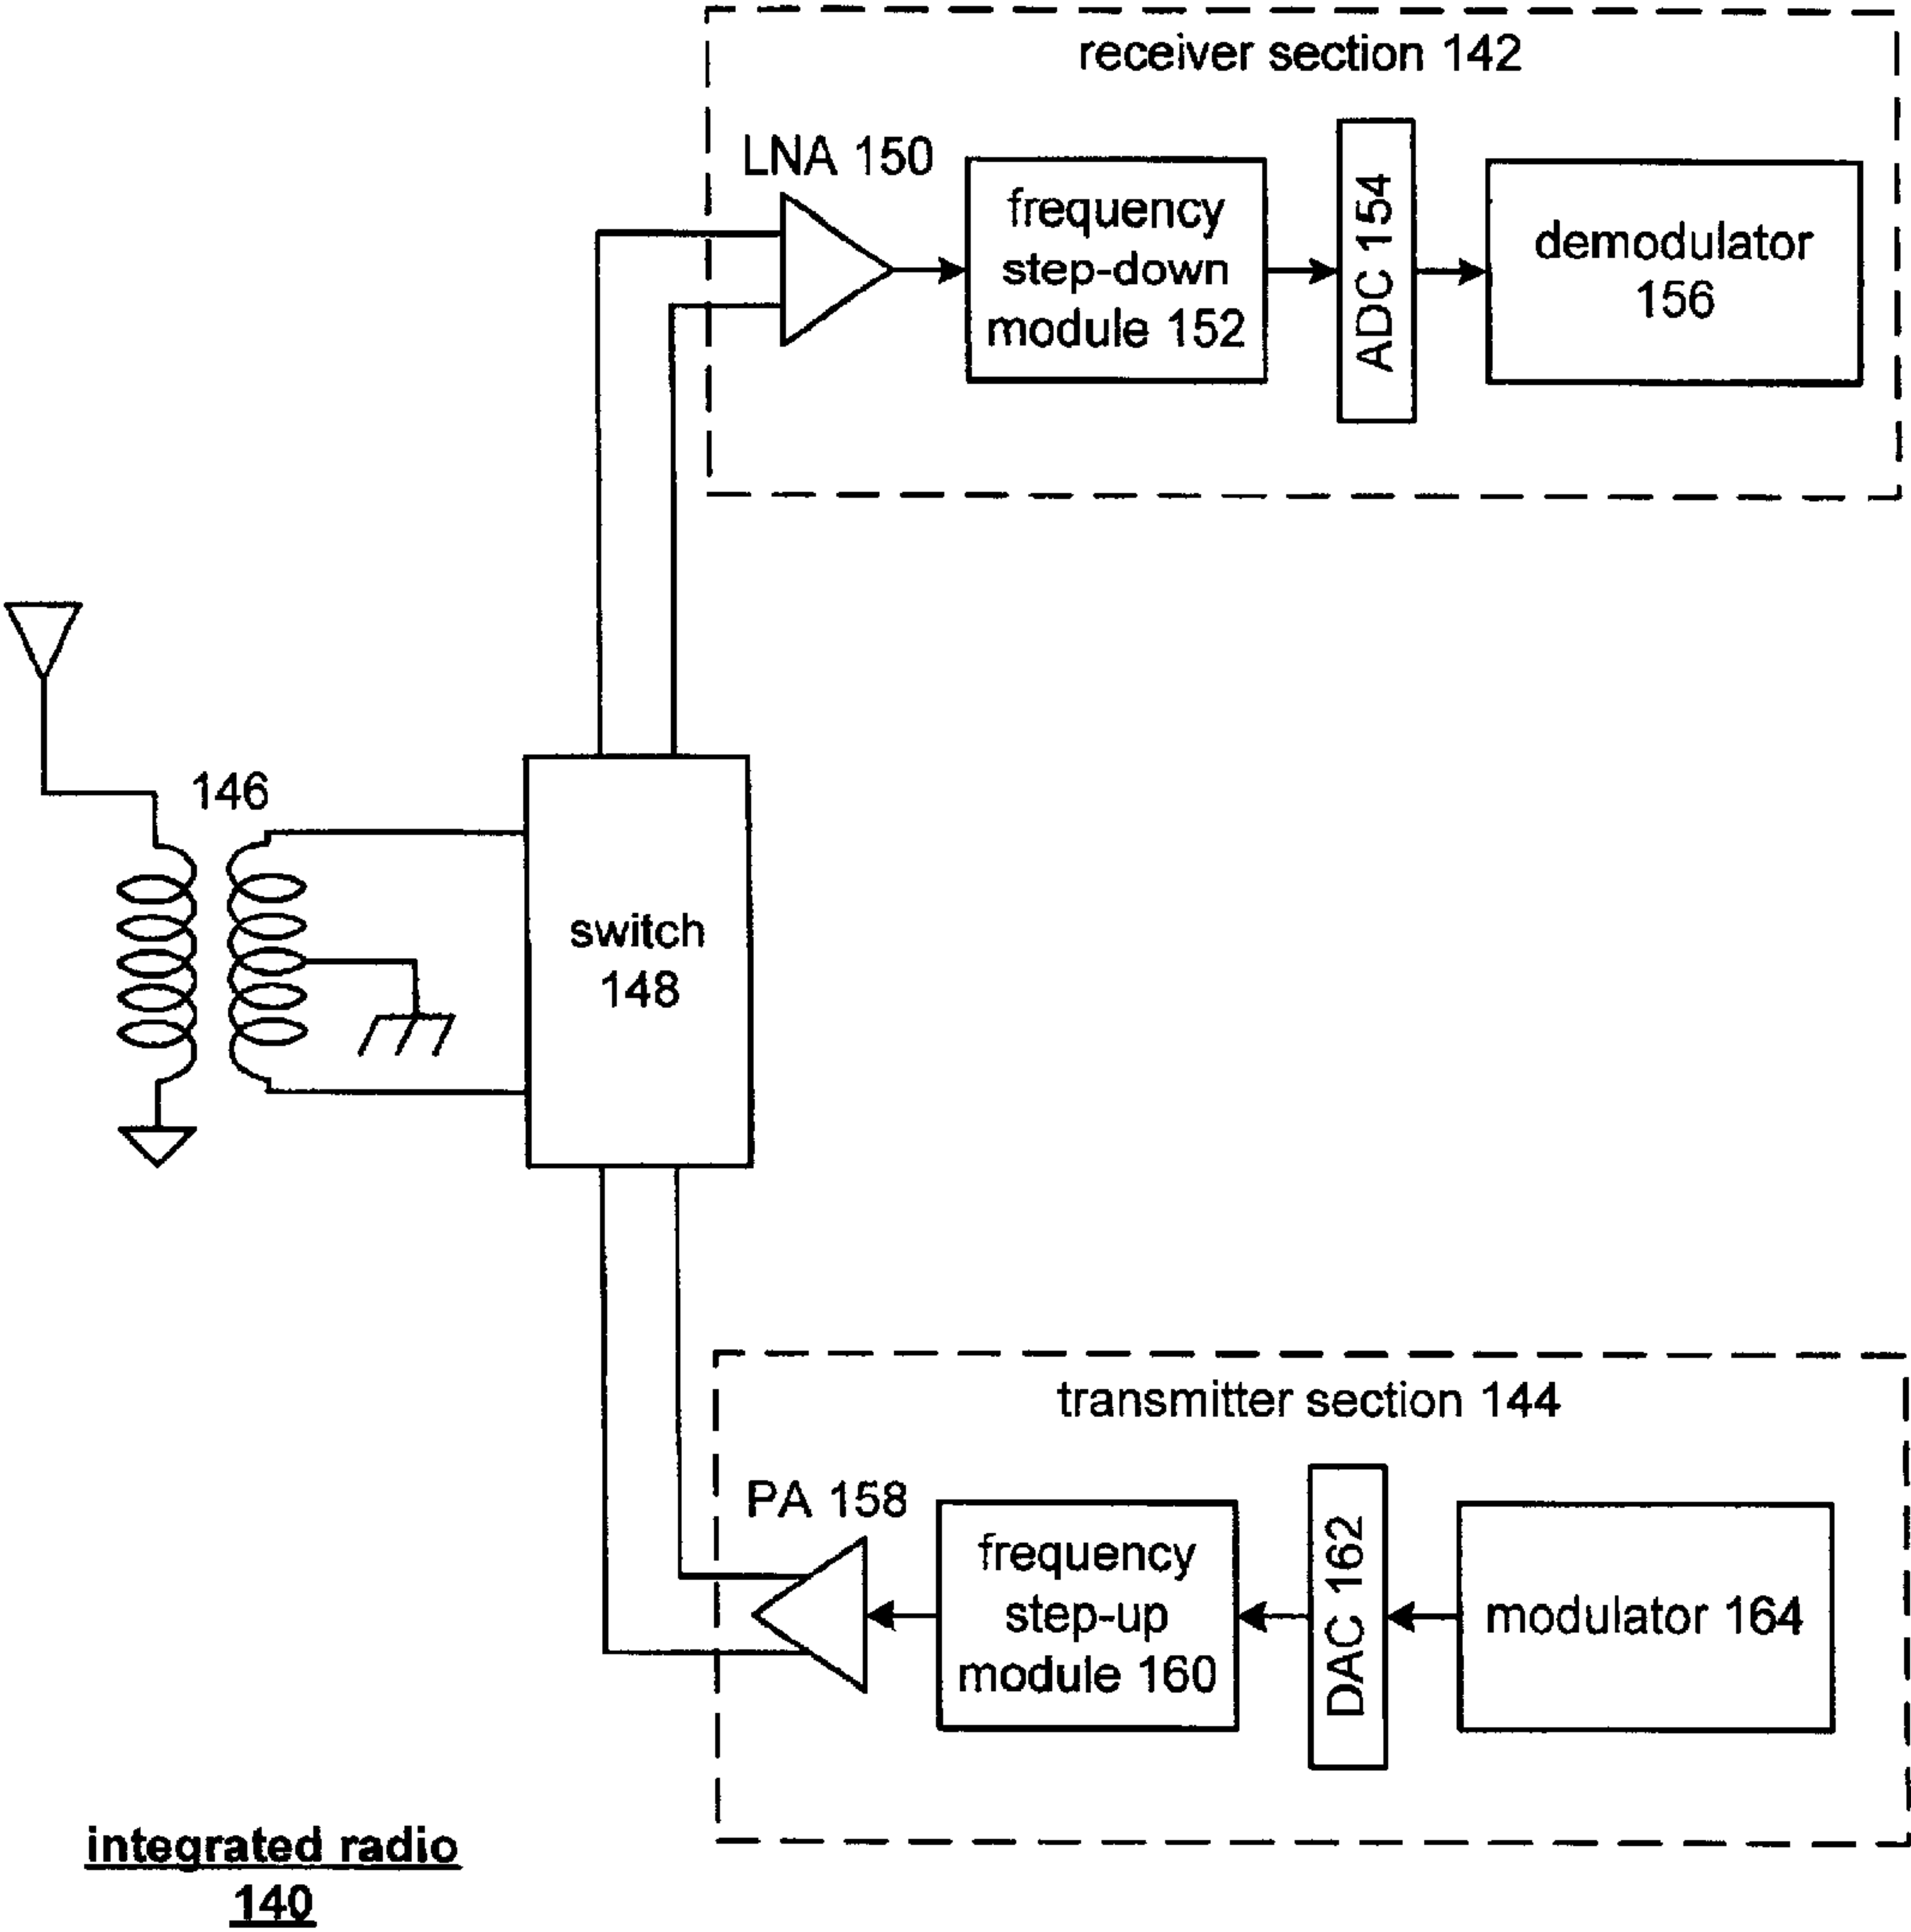 receiver section 142
LNA 150
frequency
step-down
module 152
ADC 154
demodulator
156
146
switch
148
transmitter section 144
PA 158
frequency
step-up
module 160
DAC 162
modulator 164
integrated radio
140